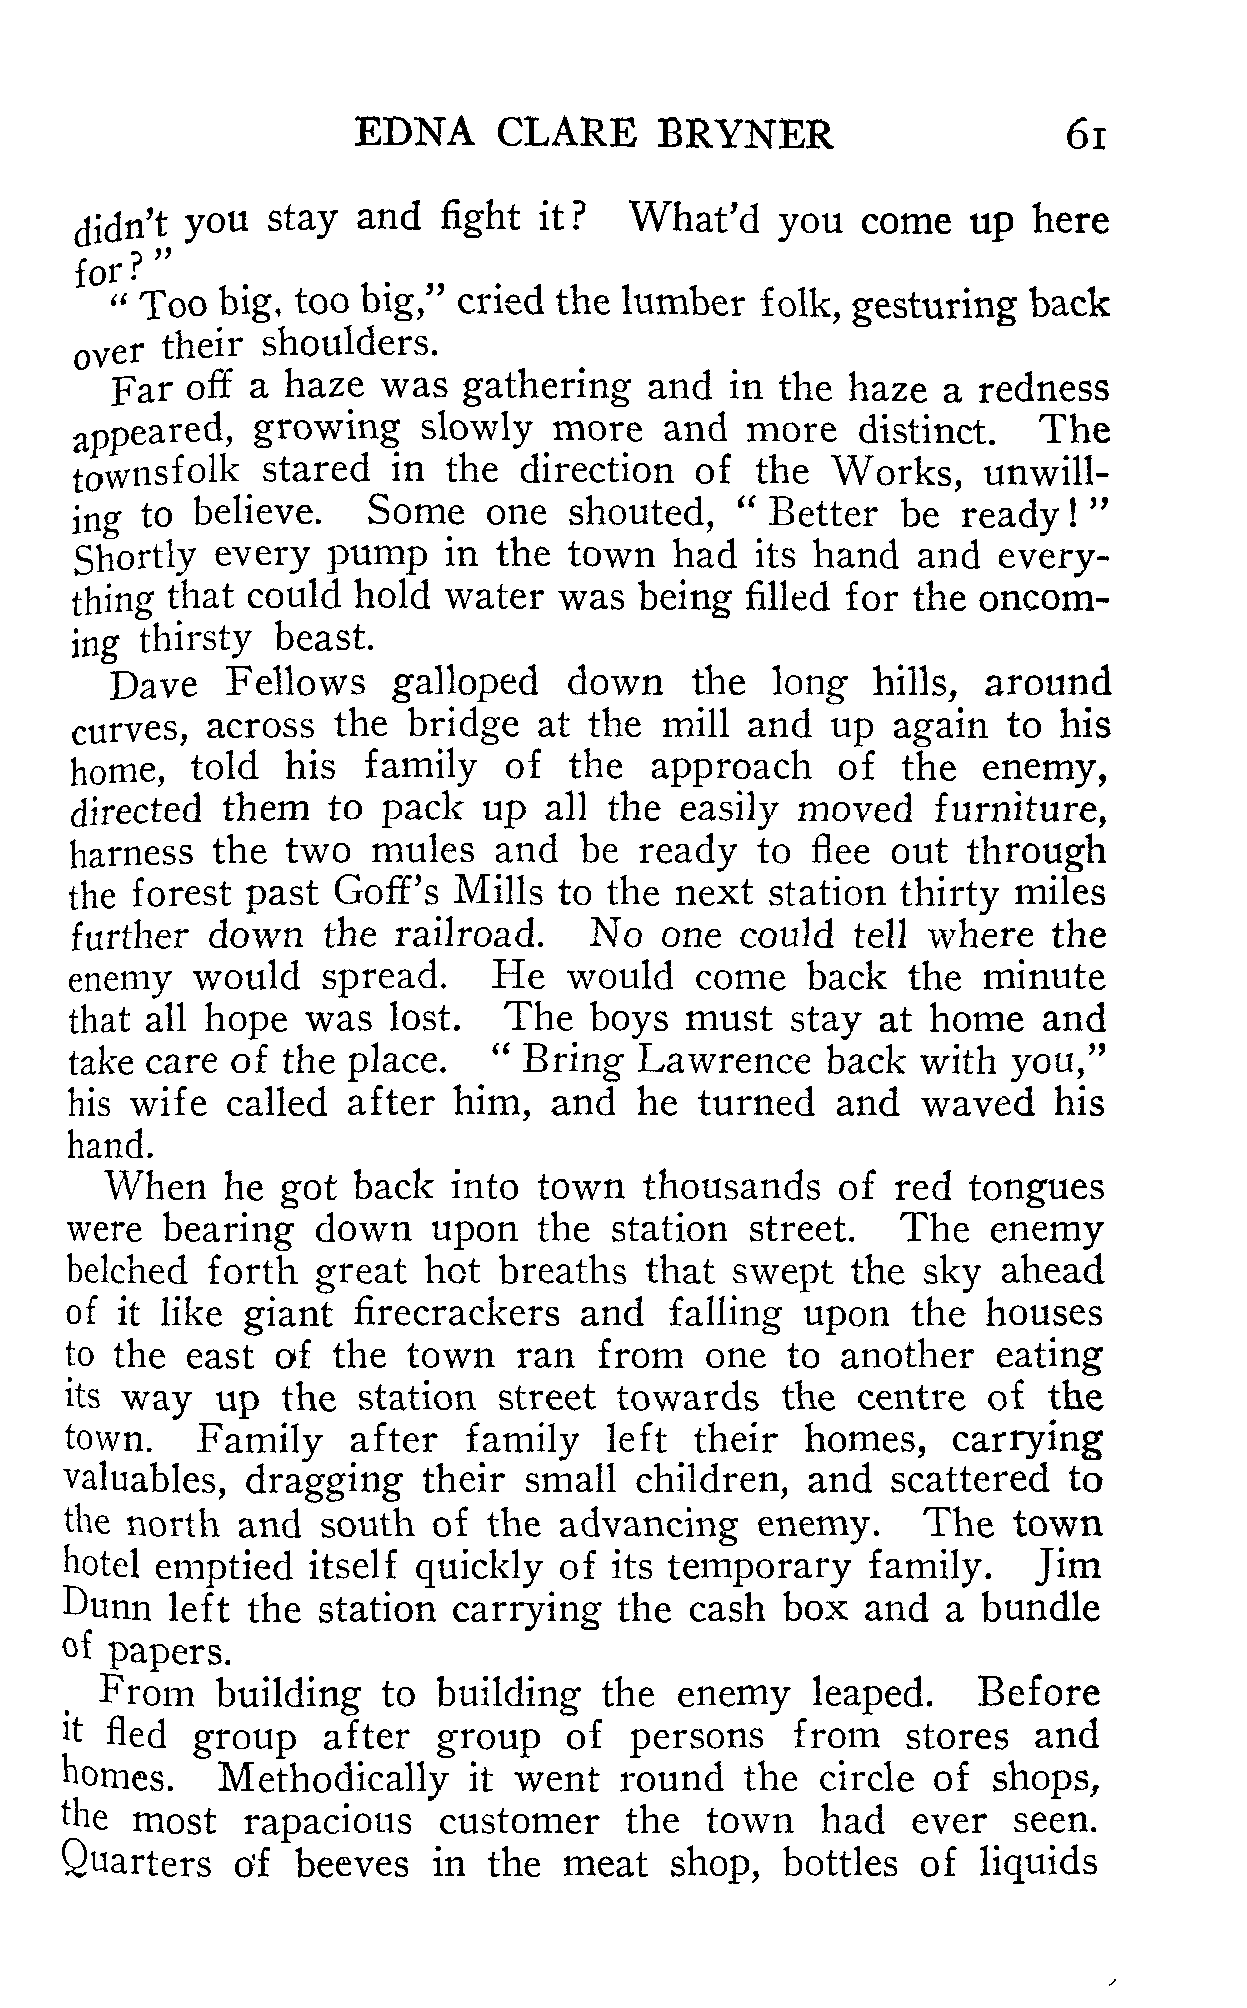 EDNA CLARE BRYNER 61
didn't you stay and fight it? What'd you come up here
for?"
"Too big, too big," cried the lumber folk, gesturing back
over their shoulders.
Far off a haze was gathering and in the haze a redness
appeared, growing slowly more and more distinct. The
townsfolk stared in the direction of the Works, unwill-
ing to believe. Some one shouted, "Better be ready!"
Shortly every pump in the town had its hand and every-
thing that could hold water was being filled for the oncom-
ing thirsty beast.
Dave Fellows galloped down the long hills, around
curves, across the bridge at the mill and up again to his
home, told his family of the approach of the enemy,
directed them to pack up all the easily moved furniture,
harness the two mules and be ready to flee out through
the forest past Goff's Mills to the next station thirty miles
further down the railroad. No one could tell where the
enemy would spread. He would come back the minute
that all hope was lost. The boys must stay at home and
take care of the place. "Bring Lawrence back with you,"
his wife called after him, and he turned and waved his
hand.
When he got back into town thousands of red tongues
were bearing down upon the station street. The enemy
belched forth great hot breaths that swept the sky ahead
of it like giant firecrackers and falling upon the houses
to the east of the town ran from one to another eating
its way up the station street towards the centre of the
town. Family after family left their homes, carrying
valuables, dragging their small children, and scattered to
the north and south of the advancing enemy. The town
hotel emptied itself quickly of its temporary family. Jim
Dunn left the station carrying the cash box and a bundle
of papers.
From building to building the enemy leaped. Before
it fled group after group of persons from stores and
homes. Methodically it went round the circle of shops,
the most rapacious customer the town had ever seen.
Quarters of beeves in the meat shop, bottles of liquids